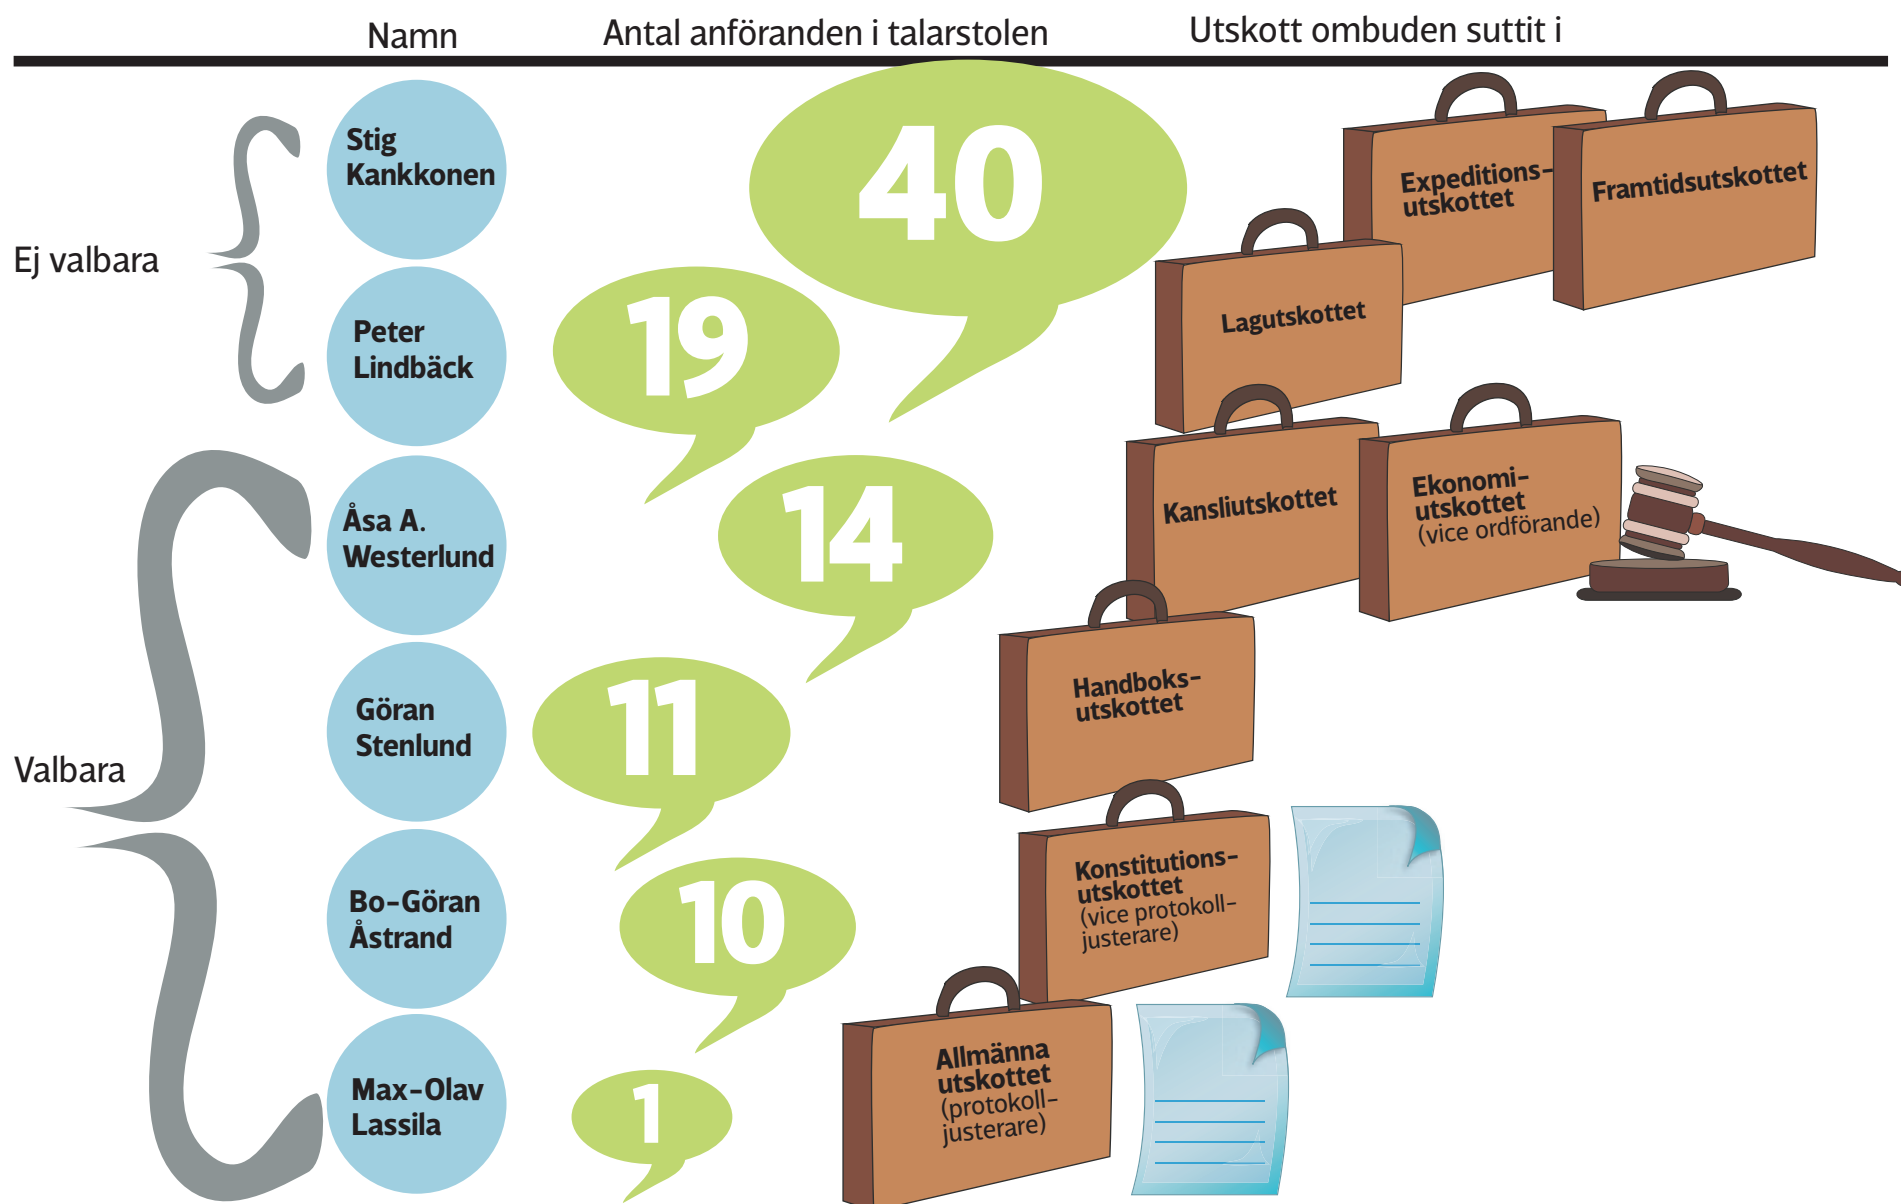 Namn
Antal anföranden i talarstolen
Utskott ombuden suttit i
Ej valbara
Stig
Kankkonen
40
Expeditions-
utskottet
Framtidsutskottet
Peter
Lindbäck
19
Lagutskottet
Valbara
Åsa A.
Westerlund
14
Kansliutskottet
Ekonomi-
utskottet
(vice ordförande)
Göran
Stenlund
11
Handboks-
utskottet
Bo-Göran
Åstrand
10
Konstitutions-
utskottet
(vice protokoll-
justerare)
Max-Olav
Lassila
1
Allmänna
utskottet
(protokoll-
justerare)